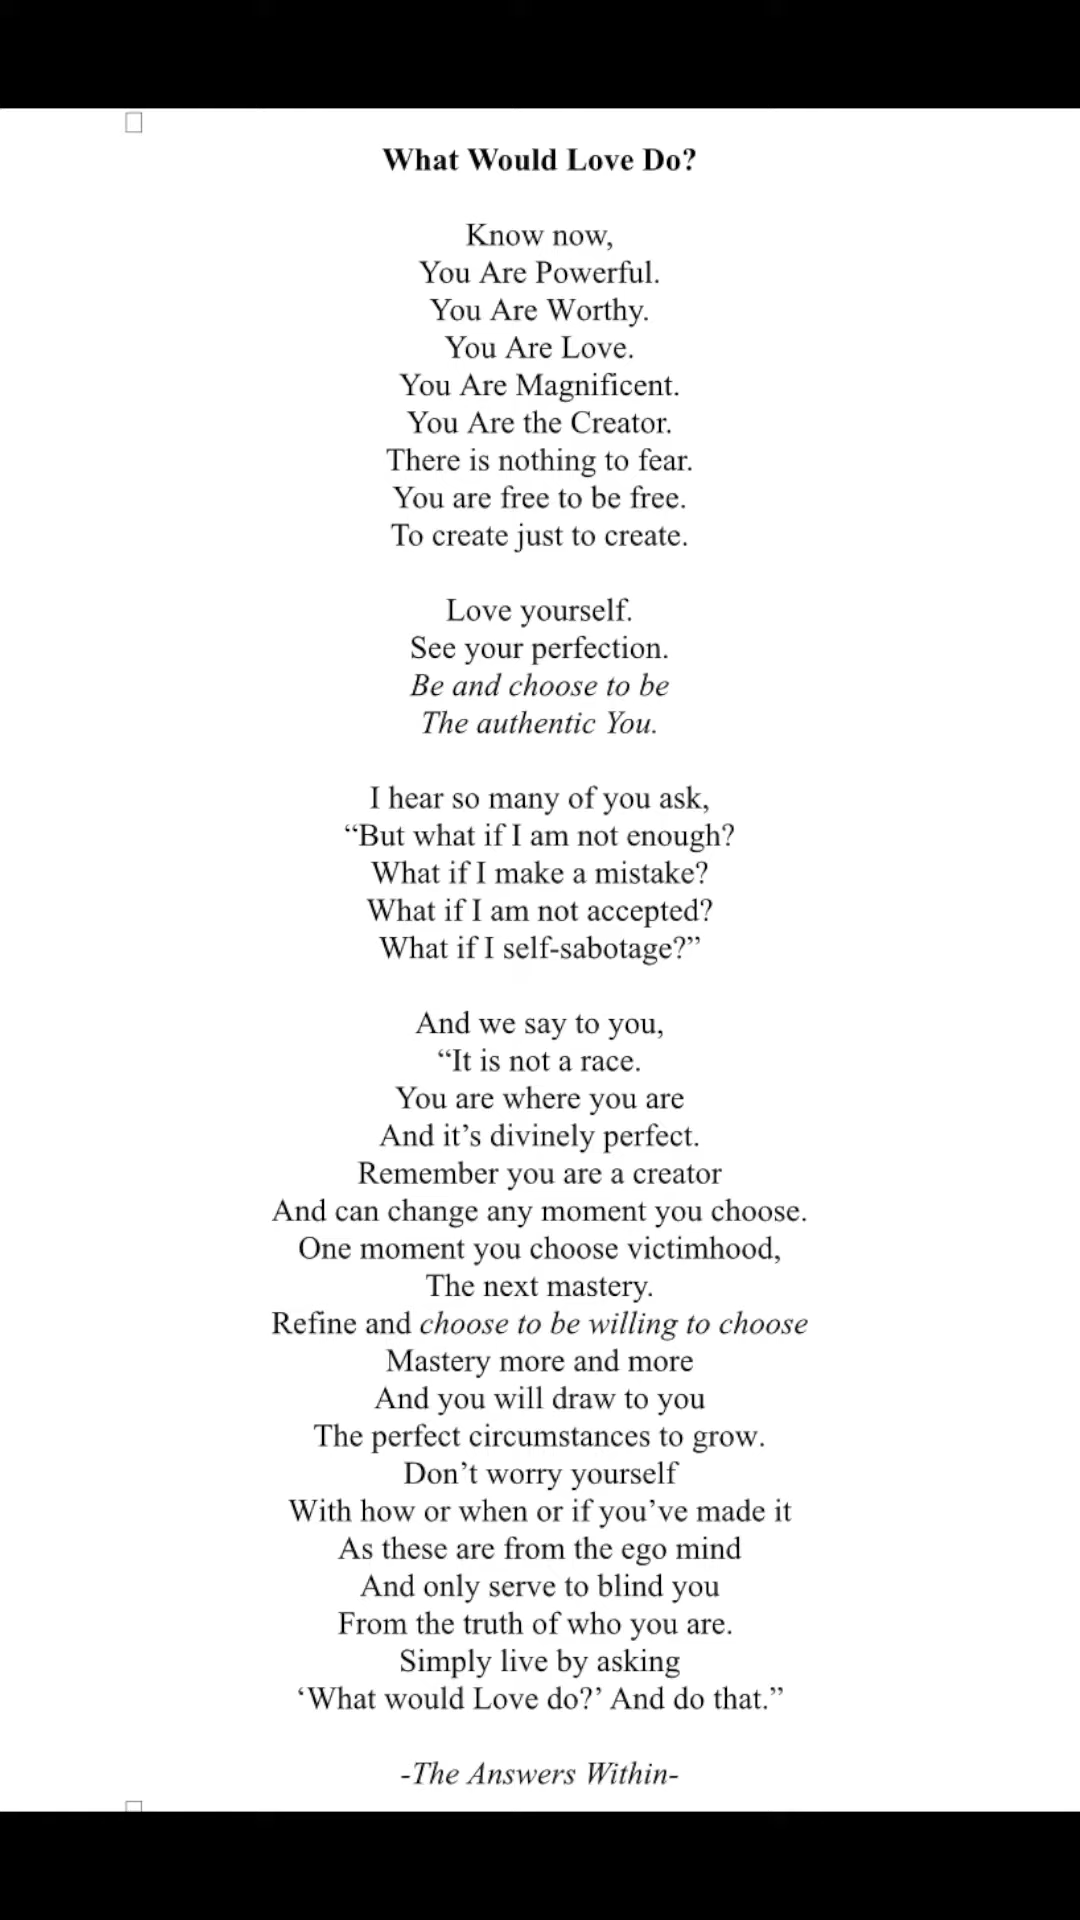 What Would Love Do?
Know now,
You Are Powerful.
You Are Worthy.
You Are Love.
You Are Magnificent.
You Are the Creator.
There is nothing to fear.
You are free to be free.
To create just to create.
Love yourself.
See your perfection.
Be and choose to be
The authentic You.
I hear so many of you ask,
“But what if I am not enough?
What if I make a mistake?
What if I am not accepted?
What if I self-sabotage?”
And we say to you,
“It is not a race.
You are where you are
And it’s divinely perfect.
Remember you are a creator
And can change any moment you choose.
One moment you choose victimhood,
The next mastery.
Refine and choose to be willing to choose
Mastery more and more
And you will draw to you
The perfect circumstances to grow.
Don’t worry yourself
With how or when or if you’ve made it
As these are from the ego mind
And only serve to blind you
From the truth of who you are.
Simply live by asking
‘What would Love do?’ And do that.”
-The Answers Within-